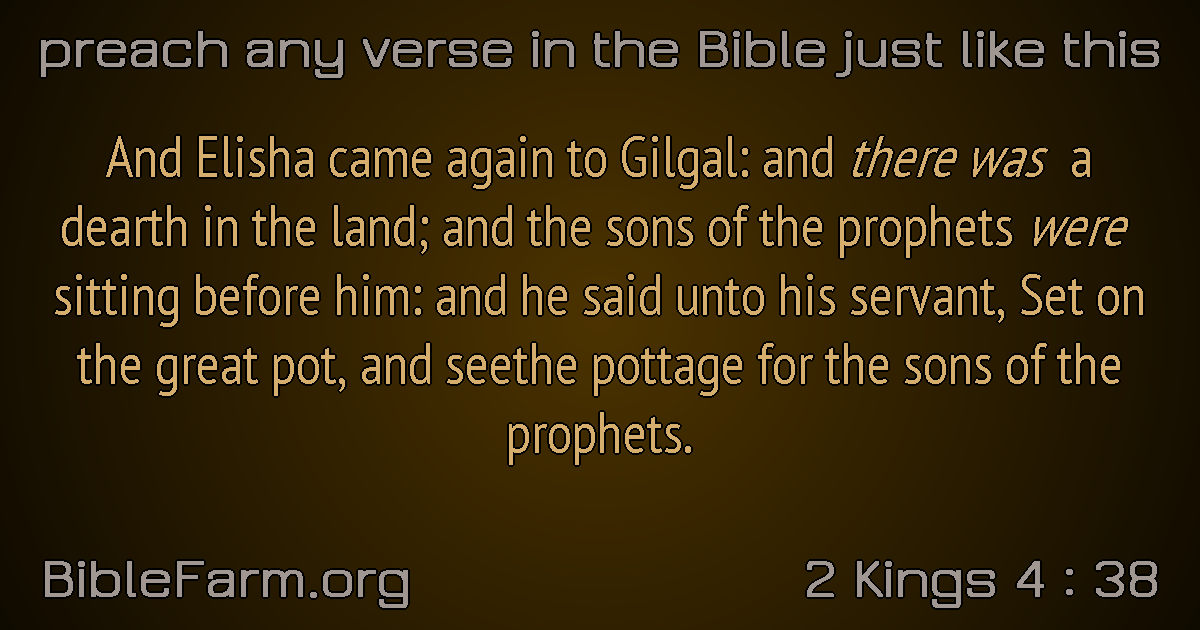 preach any verse in the Bible just like this
And Elisha came again to Gilgal: and there was a
dearth in the land; and the sons of the prophets were
sitting before him: and he said unto his servant, Set on
the great pot, and seethe pottage for the sons of the
prophets.
BibleFarm.org
2 Kings 4 : 38